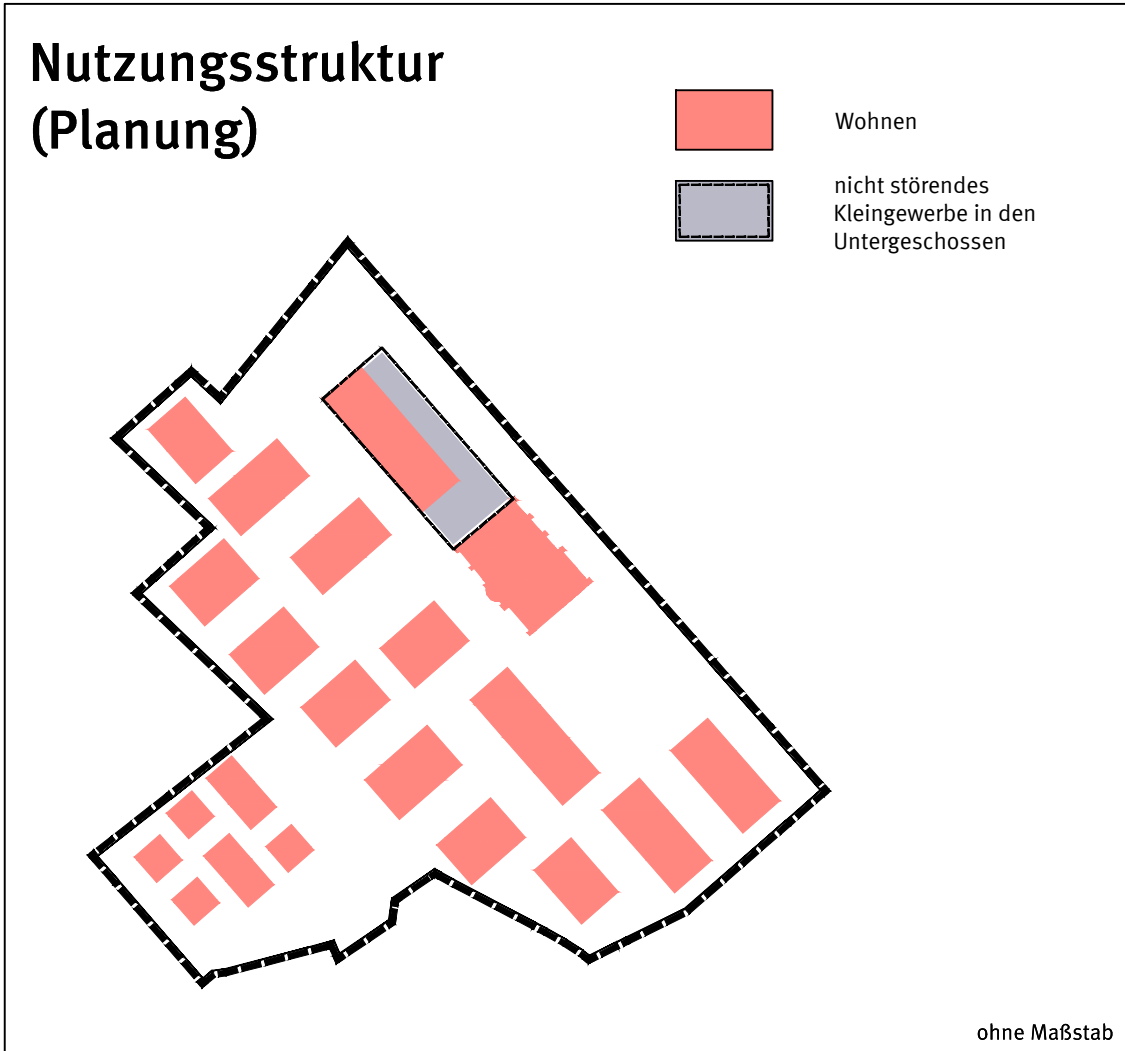 Nutzungsstruktur
(Planung)
Wohnen
nicht störendes
Kleingewerbe in den
Untergeschossen
ohne Maßstab